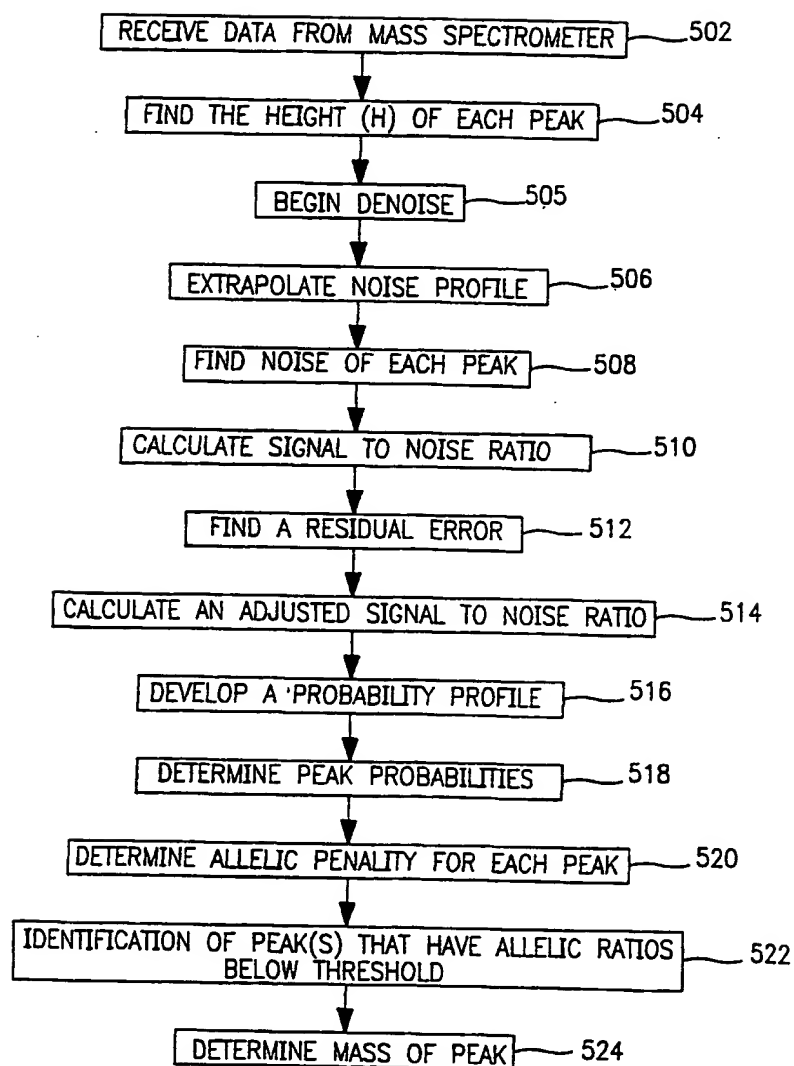 RECEIVE DATA FROM MASS SPECTROMETER 502
FIND THE HEIGHT (H) OF EACH PEAK 504
BEGIN DENOISE 505
EXTRAPOLATE NOISE PROFILE 506
FIND NOISE OF EACH PEAK 508
CALCULATE SIGNAL TO NOISE RATIO 510
FIND A RESIDUAL ERROR 512
CALCULATE AN ADJUSTED SIGNAL TO NOISE RATIO 514
DEVELOP A PROBABILITY PROFILE 516
DETERMINE PEAK PROBABILITIES 518
DETERMINE ALLELIC PENALITY FOR EACH PEAK 520
IDENTIFICATION OF PEAK(S) THAT HAVE ALLELIC RATIOS
BELOW THRESHOLD 522
DETERMINE MASS OF PEAK 524